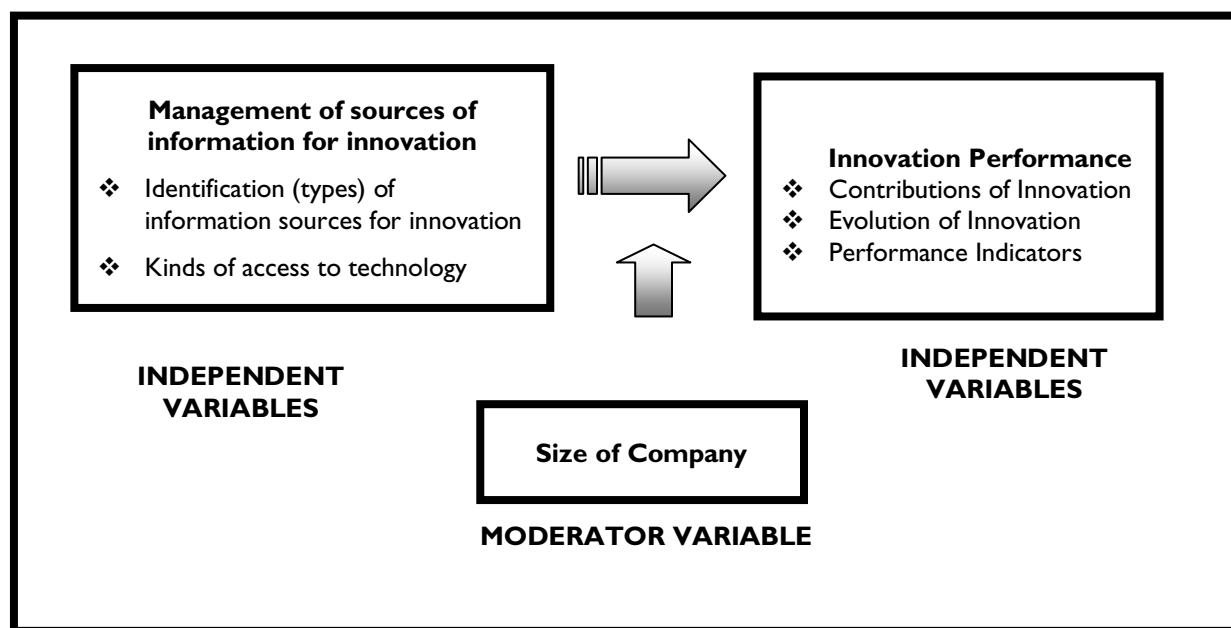 Management of sources of
information for innovation
❖ Identification (types) of
information sources for innovation
❖ Kinds of access to technology
INDEPENDENT
VARIABLES
Innovation Performance
❖ Contributions of Innovation
❖ Evolution of Innovation
❖ Performance Indicators
INDEPENDENT
VARIABLES
Size of Company
MODERATOR VARIABLE